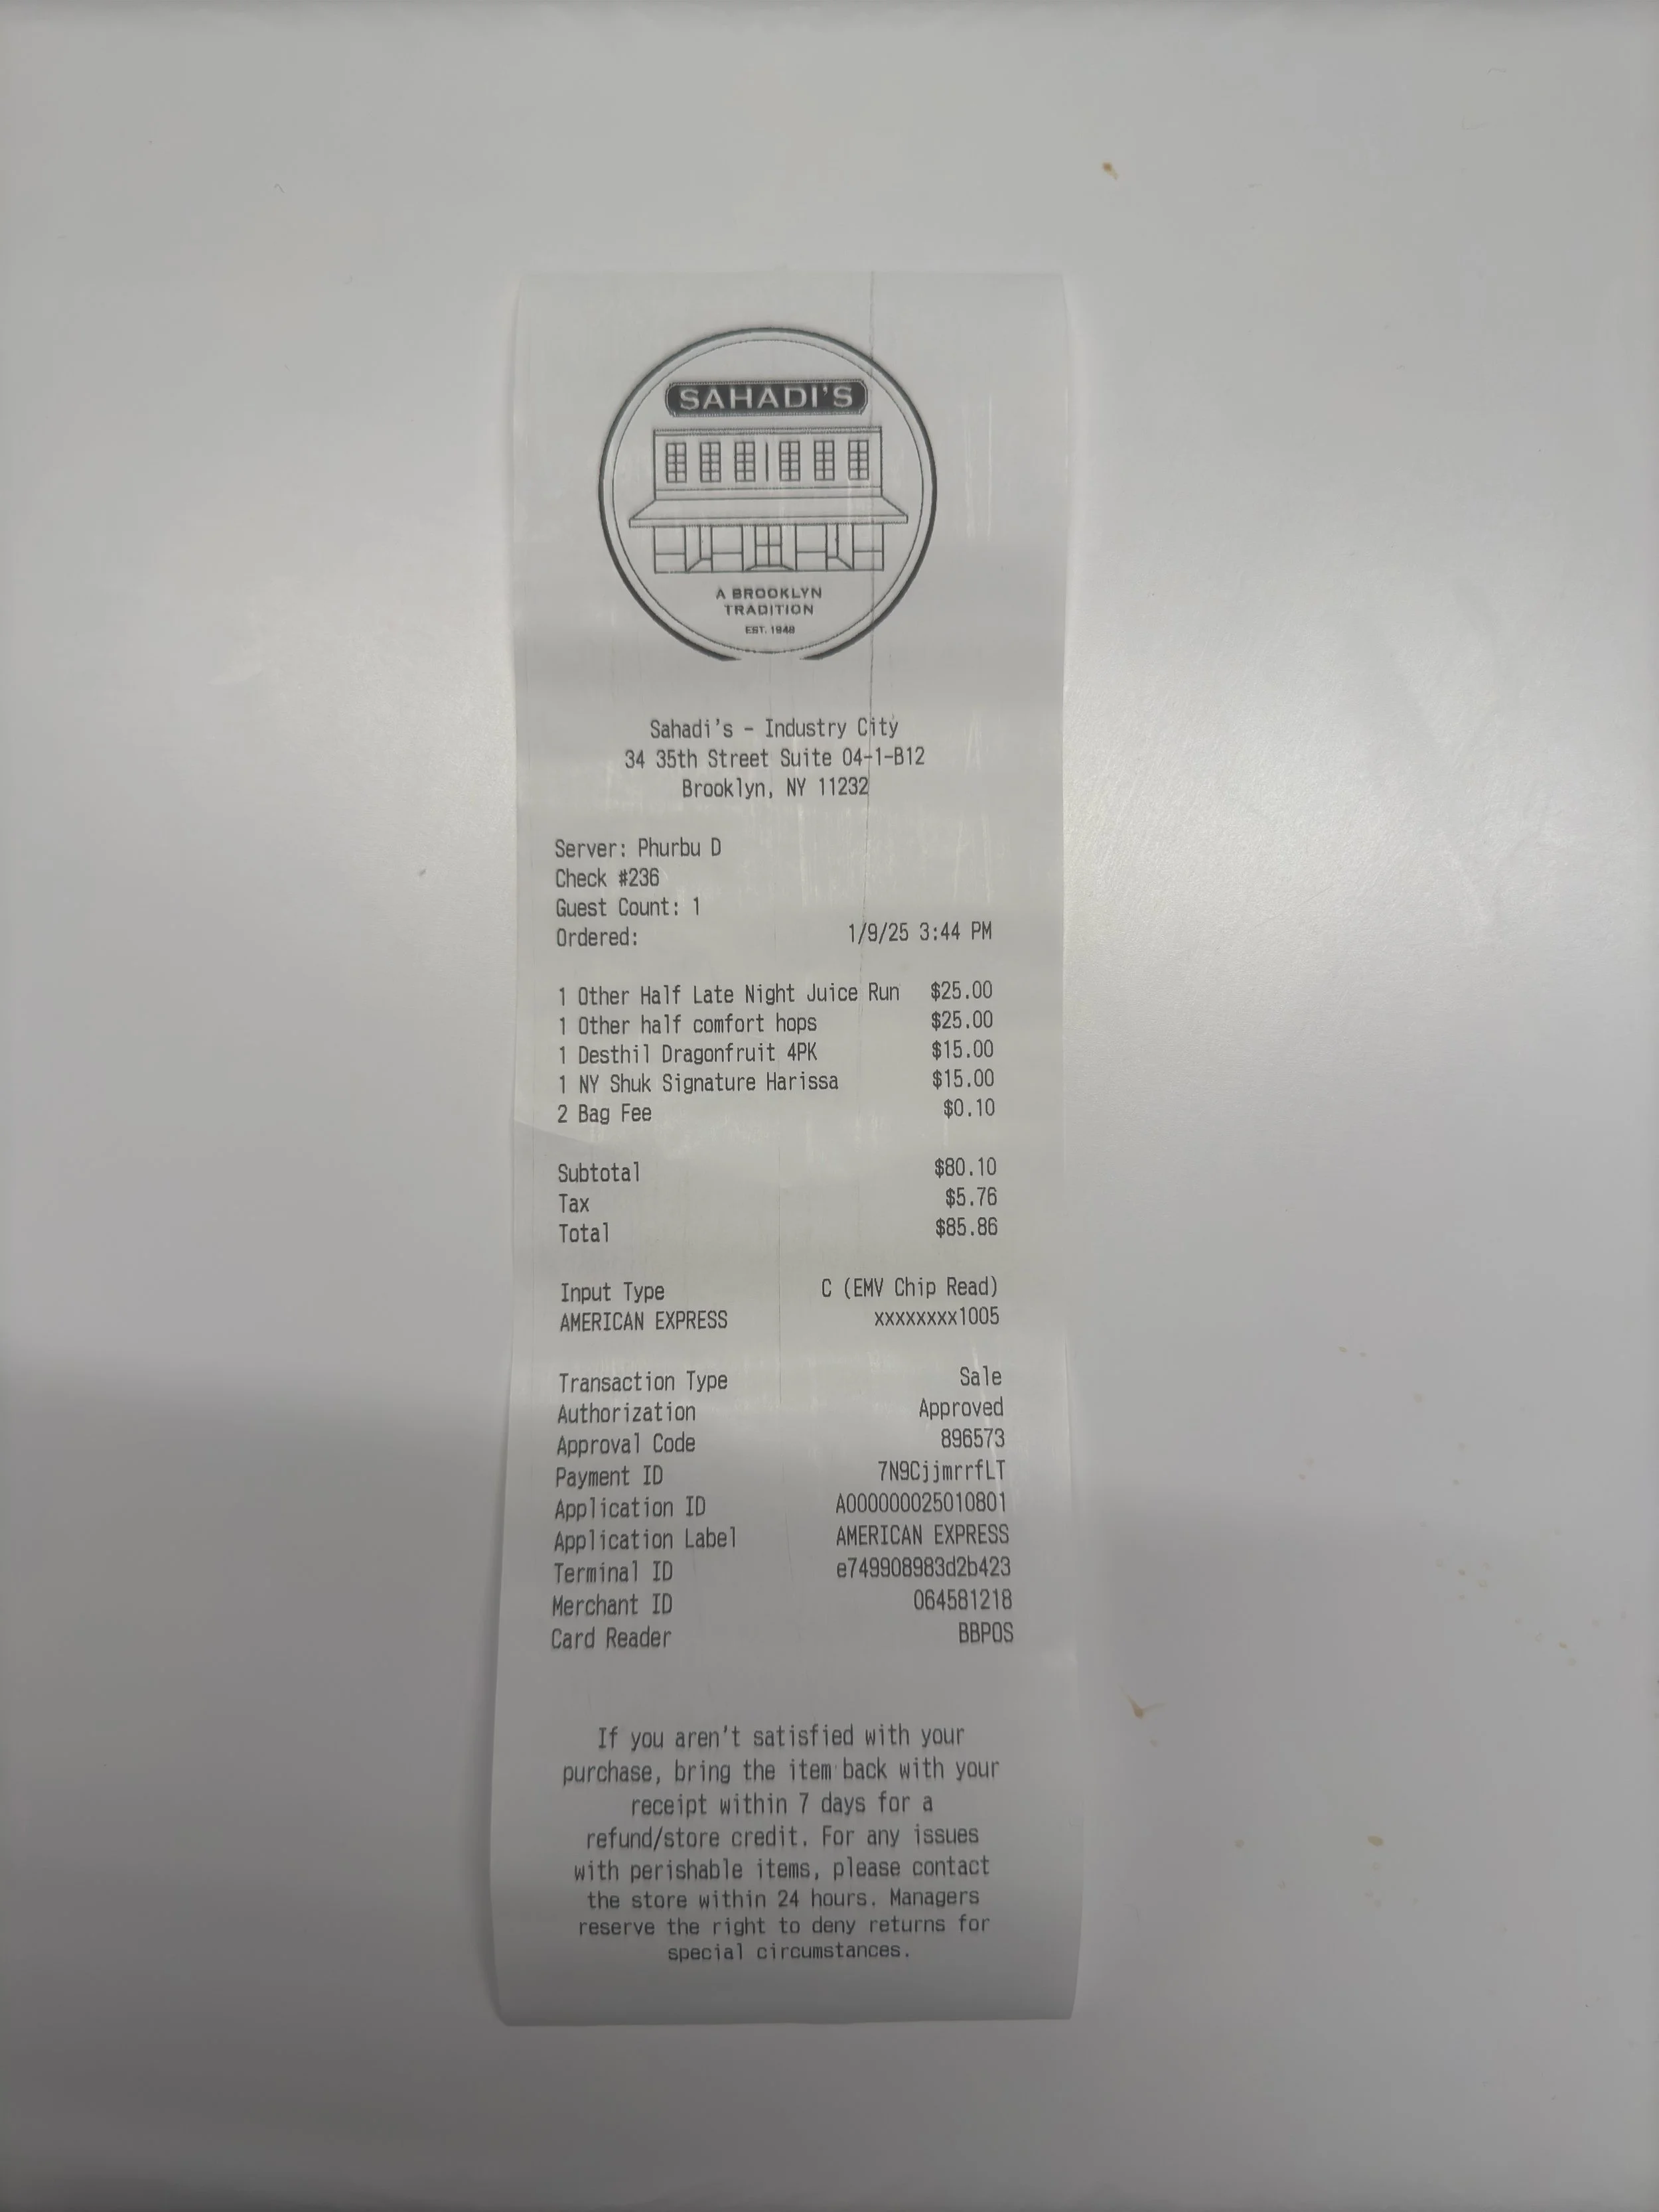 SAHADI'S
A BROOKLYN
TRADITION
EST. 1948
Sahadi's - Industry City
34 35th Street Suite 04-1-B12
Brooklyn, NY 11232
Server: Phurbu D
Check #236
Guest Count: 1
Ordered: 1/9/25 3:44 PM
1 Other Half Late Night Juice Run $25.00
1 Other half comfort hops $25.00
1 Desthil Dragonfruit 4PK $15.00
1 NY Shuk Signature Harissa $15.00
2 Bag Fee $0.10
Subtotal $80.10
Tax $5.76
Total $85.86
Input Type C (EMV Chip Read)
AMERICAN EXPRESS xxxxxxxx1005
Transaction Type Sale
Authorization Approved
Approval Code 896573
Payment ID 7N9CjjmrrfLT
Application ID A000000025010801
Application Label AMERICAN EXPRESS
Terminal ID e749908983d2b423
Merchant ID 064581218
Card Reader BBPOS
If you aren't satisfied with your
purchase, bring the item back with your
receipt within 7 days for a
refund/store credit. For any issues
with perishable items, please contact
the store within 24 hours. Managers
reserve the right to deny returns for
special circumstances.